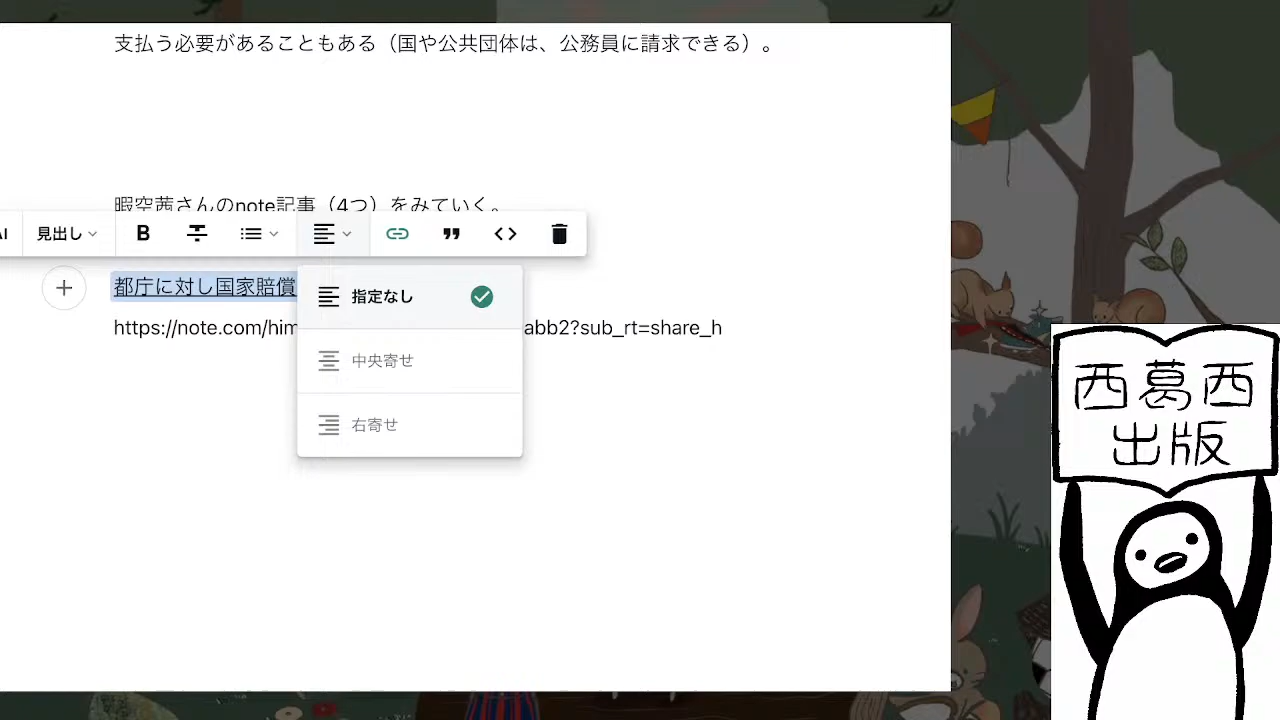 支払う必要があることもある（国や公共団体は、公務員に請求できる）。
暇空茜さんのnote記事（4つ）をみていく。
AI 見出し B
都庁に対し国家賠償
https://note.com/him
abb2?sub_rt=share_h
指定なし
中央寄せ
右寄せ
西葛西
出版